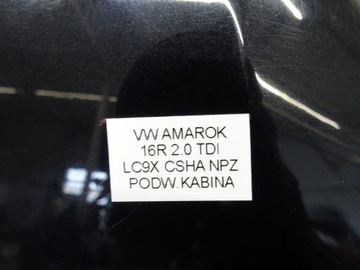 VW AMAROK
16R 2.0 TDI
LC9X CSHA NPZ
PODW.KABINA